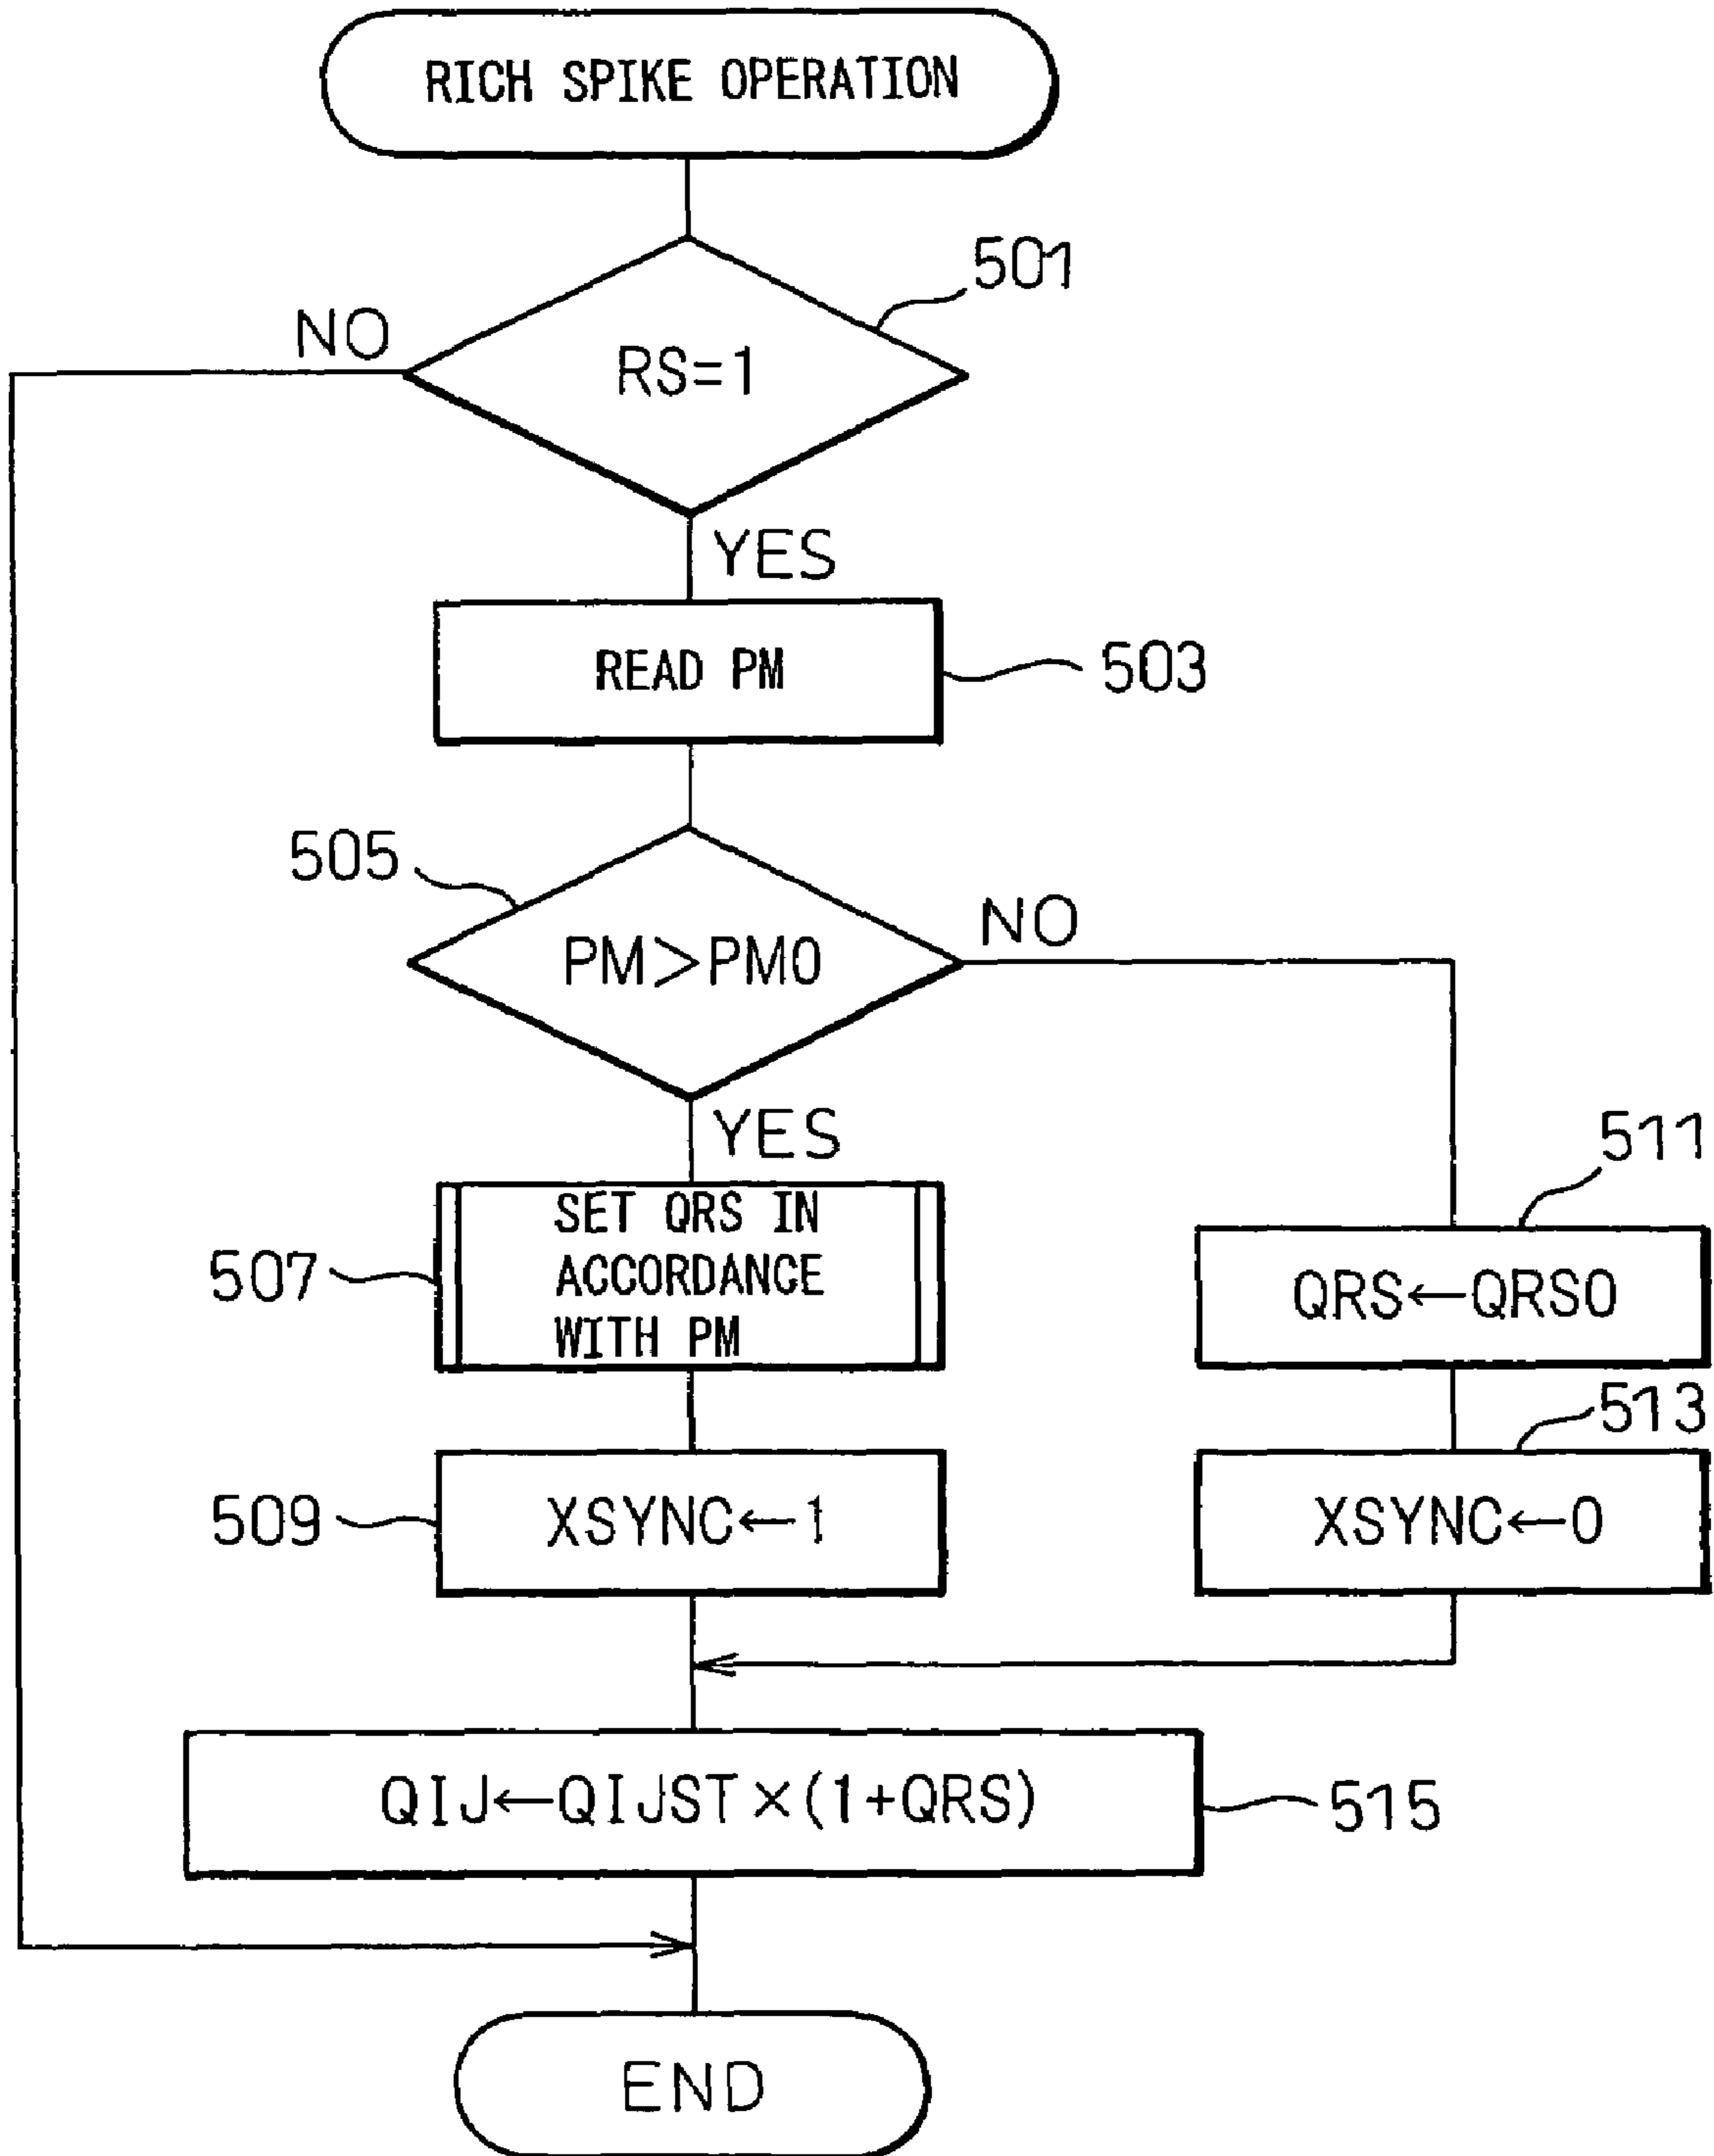 RICH SPIKE OPERATION
501
NO
RS=1
YES
READ PM
503
505
NO
PM>PM0
YES
511
SET QRS IN
ACCORDANCE
WITH PM
507
QRS←QRS0
513
509
XSYNC←1
XSYNC←0
QIJ←QIJST×(1+QRS)
515
END